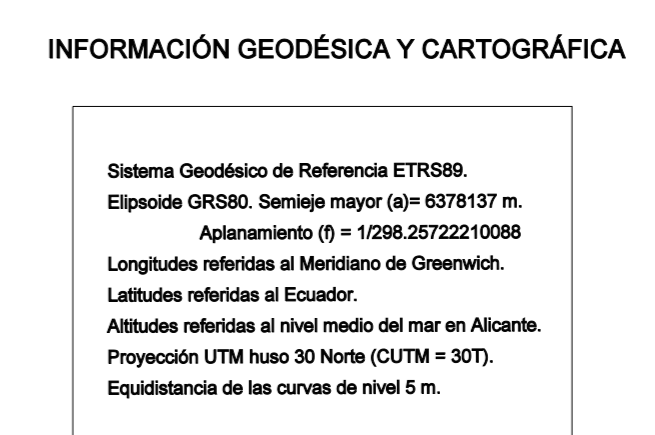 INFORMACIÓN GEODÉSICA Y CARTOGRÁFICA
Sistema Geodésico de Referencia ETRS89.
Elipsoide GRS80. Semieje mayor (a)= 6378137 m.
Aplanamiento (f) = 1/298.25722210088
Longitudes referidas al Meridiano de Greenwich.
Latitudes referidas al Ecuador.
Altitudes referidas al nivel medio del mar en Alicante.
Proyección UTM huso 30 Norte (CUTM = 30T).
Equidistancia de las curvas de nivel 5 m.